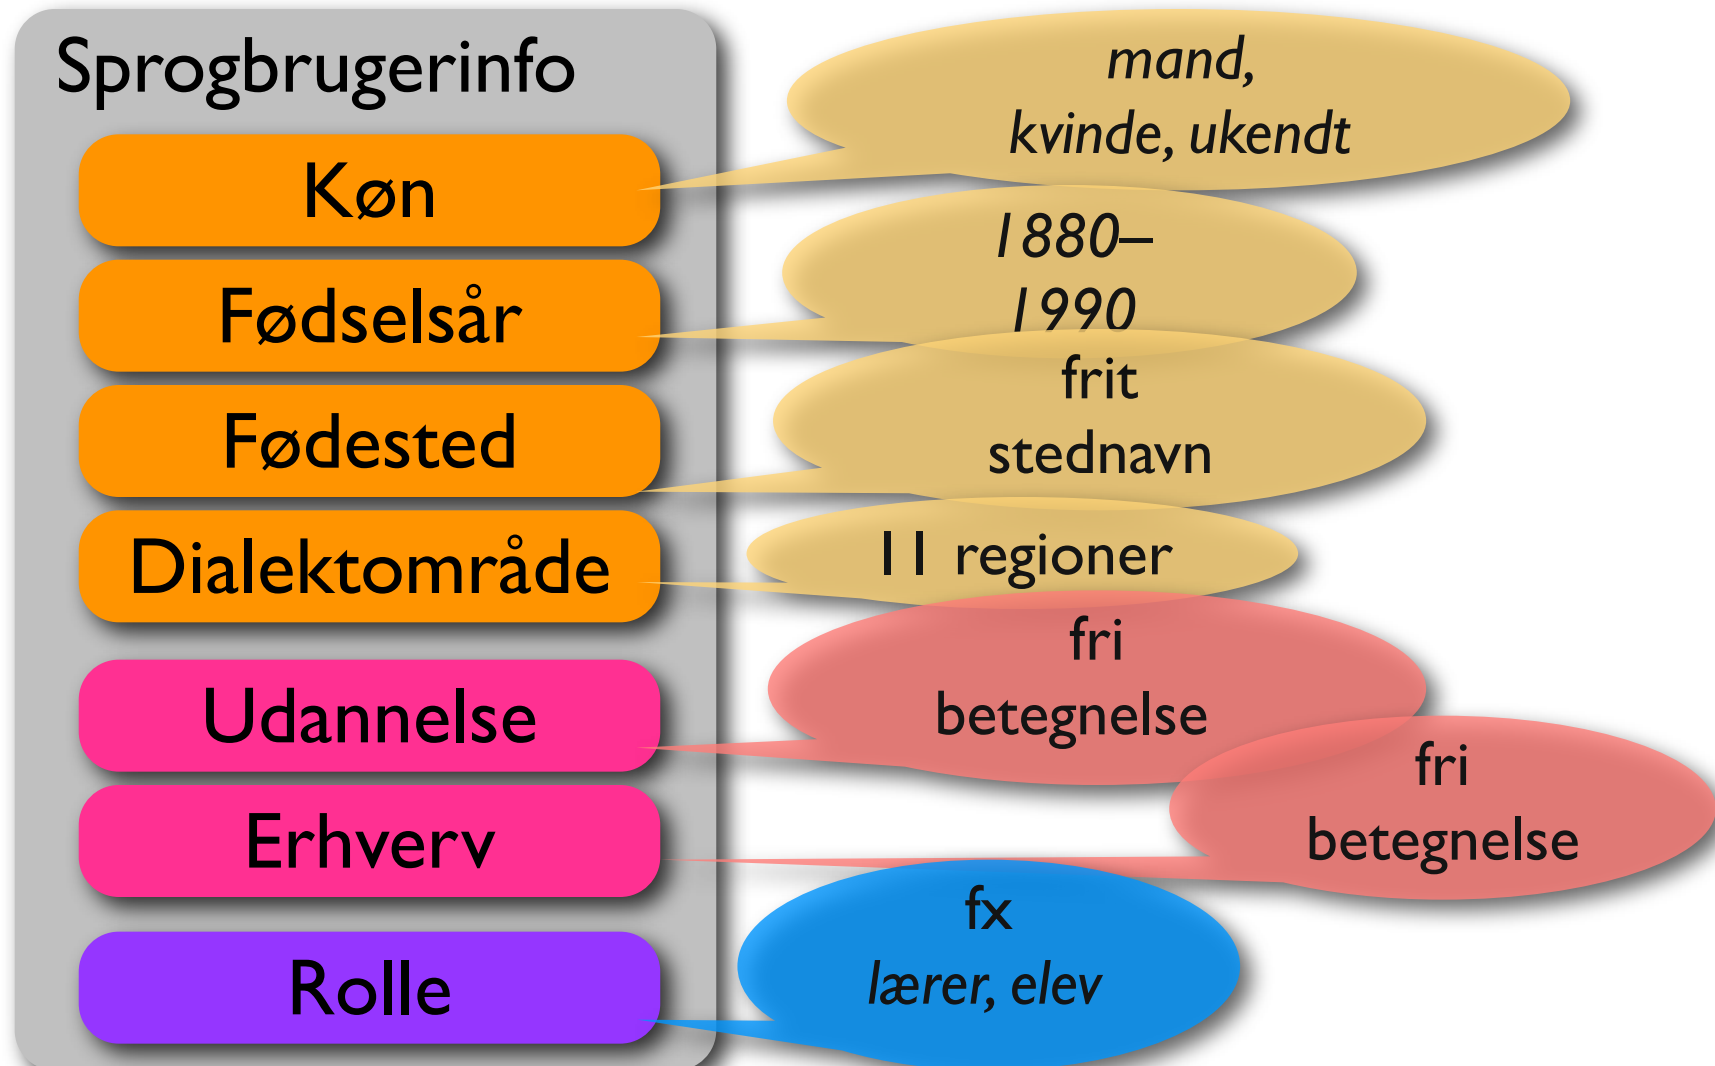 Sprogbrugerinfo
Køn
mand,
kvinde, ukendt
Fødselsår
1880–
1990
Fødested
frit
stednavn
Dialektområde
11 regioner
Udannelse
fri
betegnelse
Erhverv
fri
betegnelse
Rolle
fx
lærer, elev